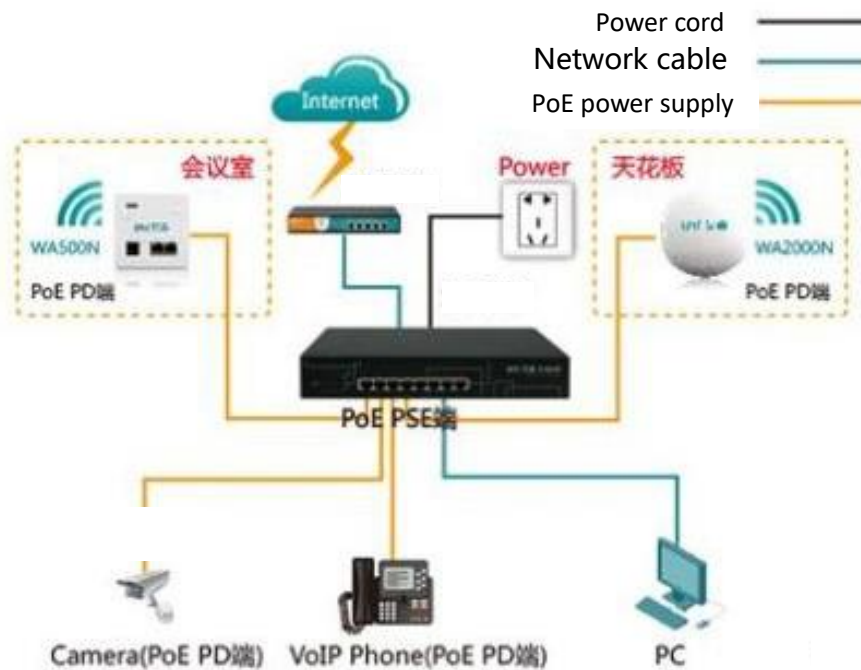 Power cord
Network cable
PoE power supply
Internet
会议室
Power
天花板
WA500N
WA2000N
PoE PD端
PoE PD端
PoE PSE端
Camera(PoE PD端)
VoIP Phone(PoE PD端)
PC